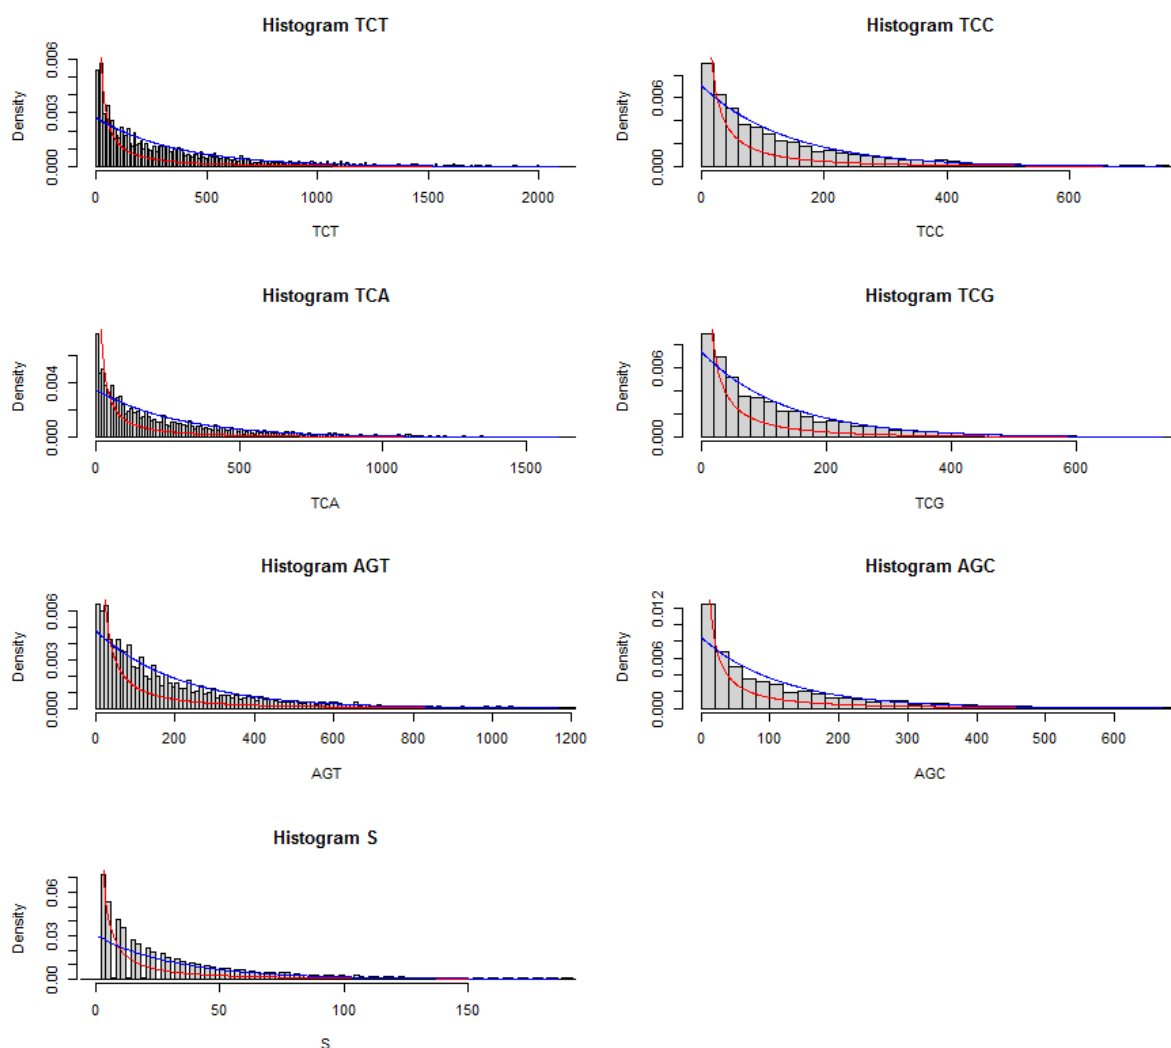 Histogram TCT
Density
0.000 0.003 0.006
0 500 1000 1500 2000
TCT
Histogram TCC
Density
0.000 0.006
0 200 400 600
TCC
Histogram TCA
Density
0.000 0.004
0 500 1000 1500
TCA
Histogram TCG
Density
0.000 0.006
0 200 400 600
TCG
Histogram AGT
Density
0.000 0.003 0.006
0 200 400 600 800 1000 1200
AGT
Histogram AGC
Density
0.000 0.006 0.012
0 100 200 300 400 500 600
AGC
Histogram S
Density
0.00 0.03 0.06
0 50 100 150
S